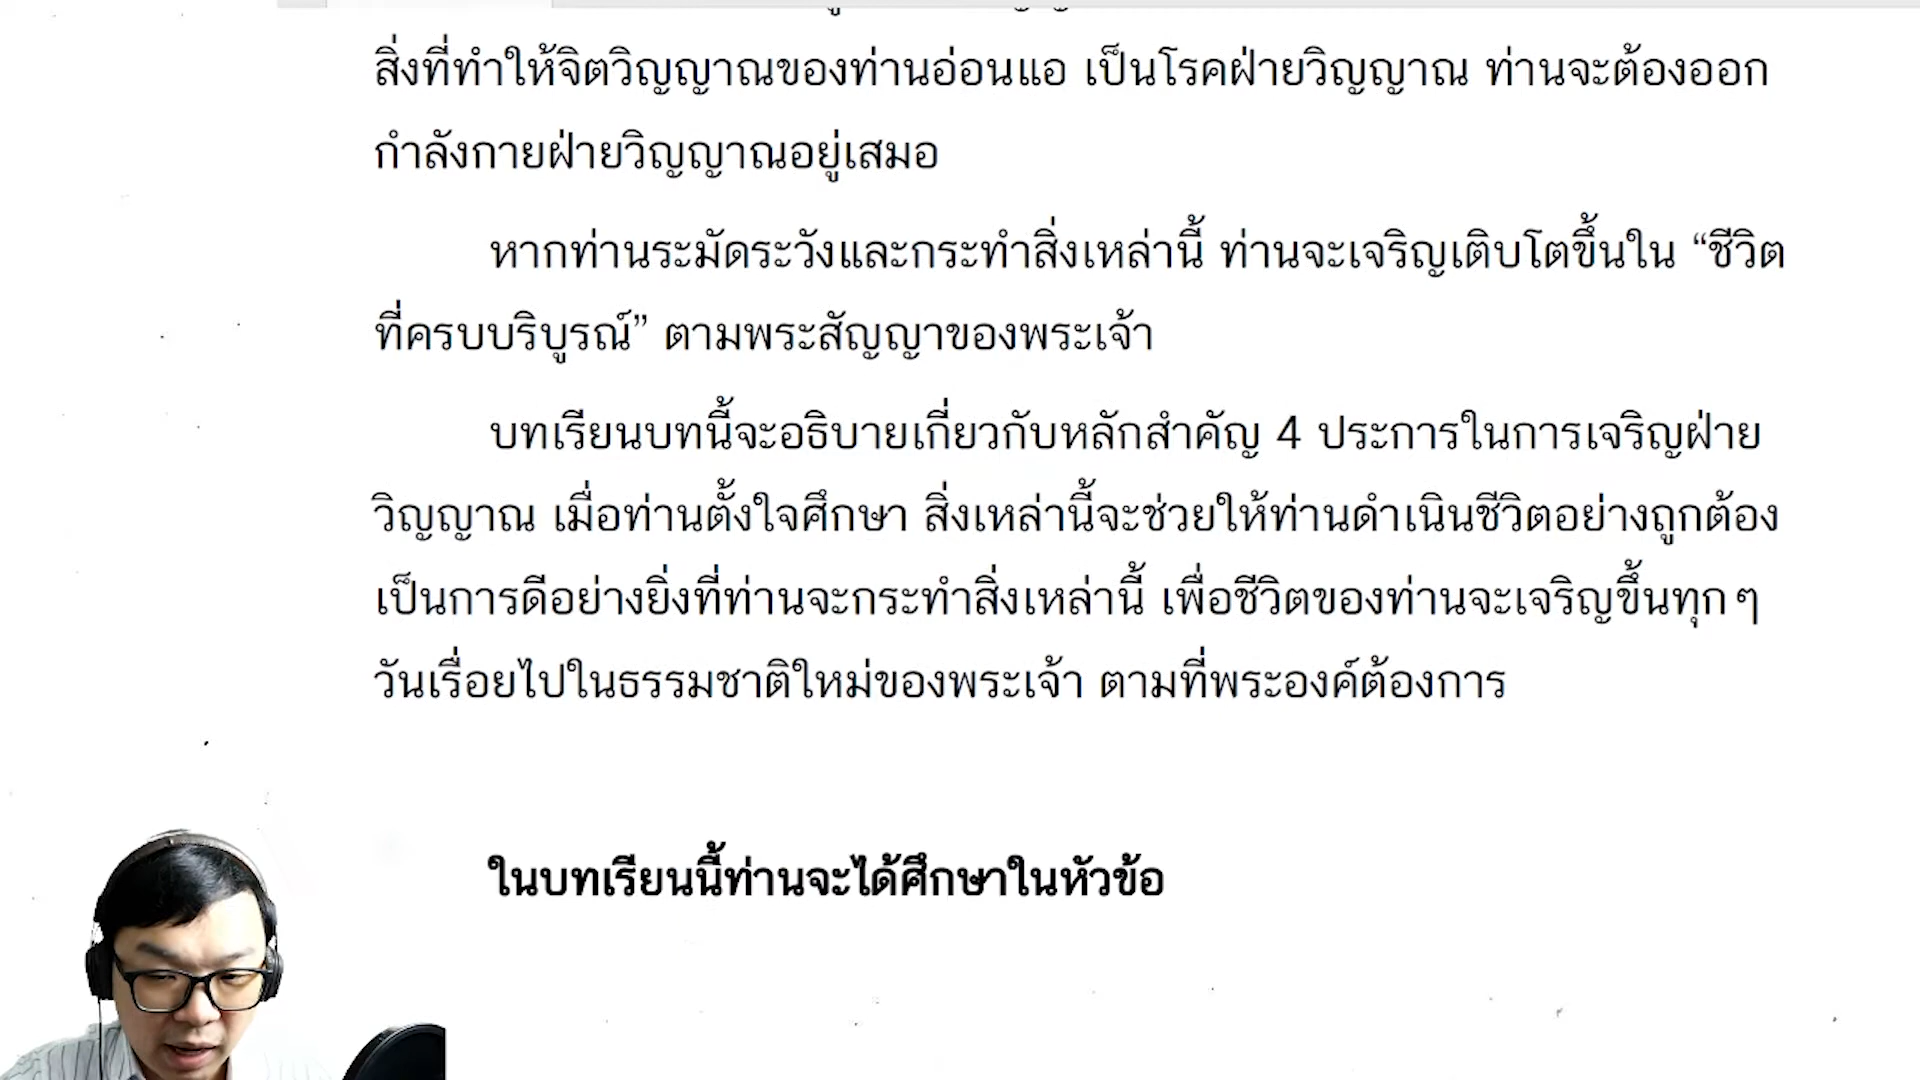 สิ่งที่ทำให้จิตวิญญาณของท่านอ่อนแอ เป็นโรคฝ่ายวิญญาณ ท่านจะต้องออก
กำลังกายฝ่ายวิญญาณอยู่เสมอ
หากท่านระมัดระวังและกระทำสิ่งเหล่านี้ ท่านจะเจริญเติบโตขึ้นใน “ชีวิต
ที่ครบบริบูรณ์” ตามพระสัญญาของพระเจ้า
บทเรียนบทนี้จะอธิบายเกี่ยวกับหลักสำคัญ 4 ประการในการเจริญฝ่าย
วิญญาณ เมื่อท่านตั้งใจศึกษา สิ่งเหล่านี้จะช่วยให้ท่านดำเนินชีวิตอย่างถูกต้อง
เป็นการดีอย่างยิ่งที่ท่านจะกระทำสิ่งเหล่านี้ เพื่อชีวิตของท่านจะเจริญขึ้นทุก ๆ
วันเรื่อยไปในธรรมชาติใหม่ของพระเจ้า ตามที่พระองค์ต้องการ
ในบทเรียนนี้ท่านจะได้ศึกษาในหัวข้อ